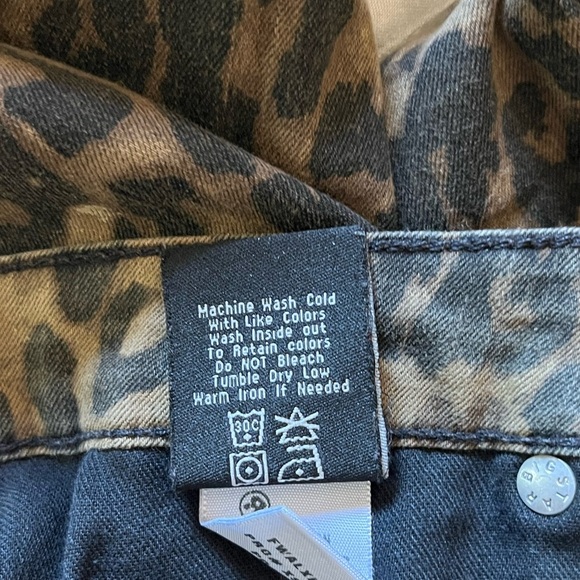 Machine Wash Cold
With Like Colors
Wash Inside out
To Retain colors
Do NOT Bleach
Tumble Dry Low
Warm Iron If Needed
30C
STAR